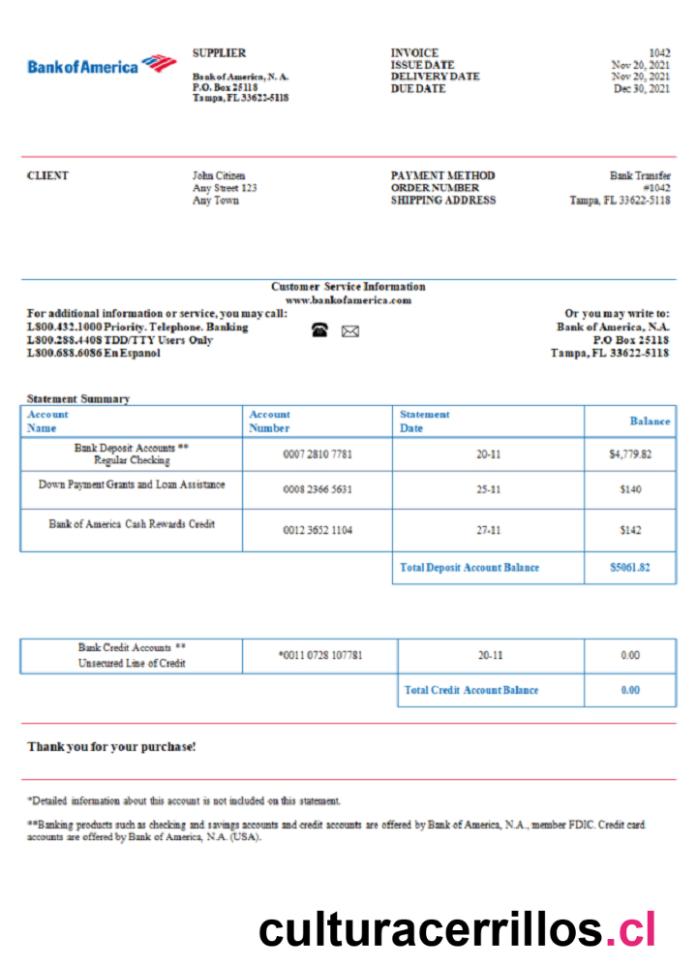 Bank of America
SUPPLIER
Bank of America, N. A.
P.O. Box 25118
Tampa, FL 33622-5118
INVOICE 1042
ISSUE DATE Nov 20, 2021
DELIVERY DATE Nov 20, 2021
DUE DATE Dec 30, 2021
CLIENT
John Citizen
Any Street 123
Any Town
PAYMENT METHOD Bank Transfer
ORDER NUMBER #1042
SHIPPING ADDRESS Tampa, FL 33622-5118
Customer Service Information
www.bankofamerica.com
For additional information or service, you may call:
1.800.432.1000 Priority. Telephone. Banking
1.800.288.4408 TDD/TTY Users Only
1.800.688.6086 En Espanol
Or you may write to:
Bank of America, N.A.
P.O Box 25118
Tampa, FL 33622-5118
Statement Summary
Account Name Account Number Statement Date Balance
Bank Deposit Accounts ** Regular Checking 0007 2810 7781 20-11 $4,779.82
Down Payment Grants and Loan Assistance 0008 2366 5631 25-11 $140
Bank of America Cash Rewards Credit 0012 3652 1104 27-11 $142
Total Deposit Account Balance $5061.82
Bank Credit Accounts ** Unsecured Line of Credit *0011 0728 107781 20-11 0.00
Total Credit Account Balance 0.00
Thank you for your purchase!
*Detailed information about this account is not included on this statement.
**Banking products such as checking and savings accounts and credit accounts are offered by Bank of America, N.A., member FDIC. Credit card
accounts are offered by Bank of America, N.A. (USA).
culturacerrillos.cl